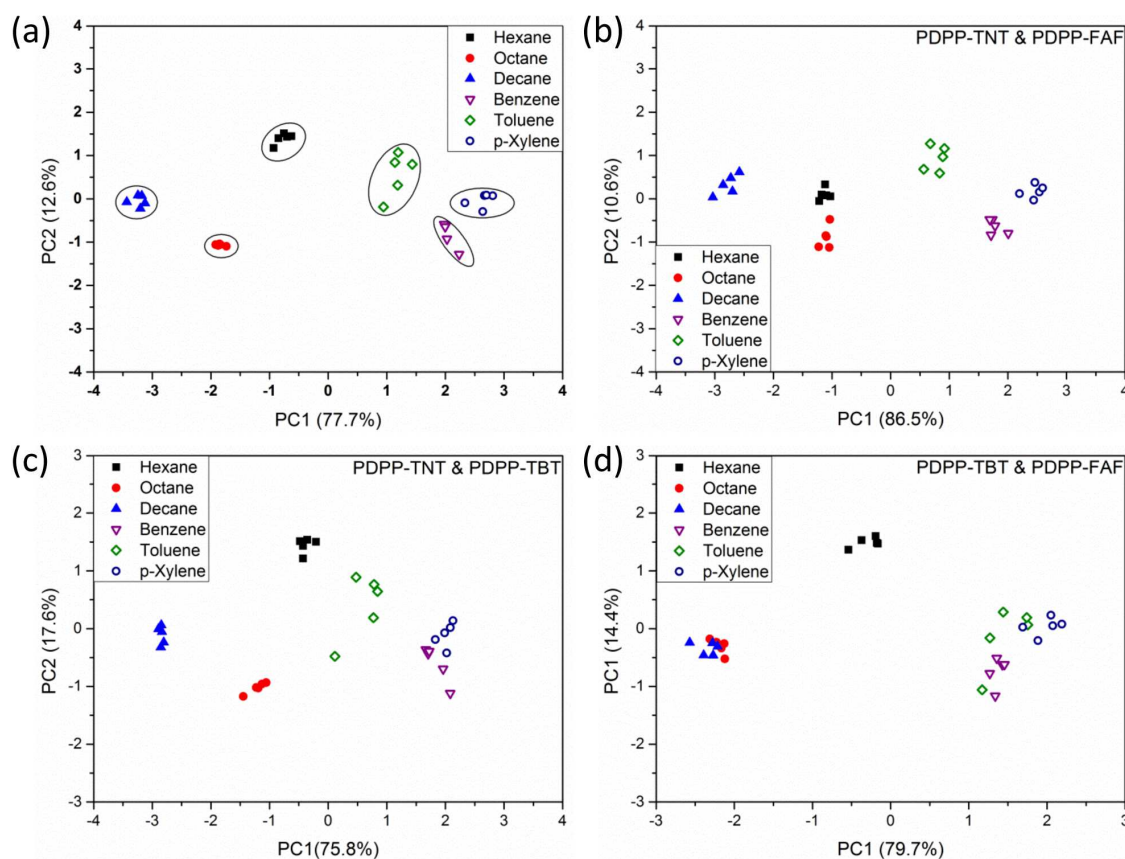 (a)
Hexane
Octane
Decane
Benzene
Toluene
p-Xylene
4
3
2
1
0
-1
-2
-3
-4
PC2 (12.6%)
-4 -3 -2 -1 0 1 2 3 4
PC1 (77.7%)
(b)
PDPP-TNT & PDPP-FAF
Hexane
Octane
Decane
Benzene
Toluene
p-Xylene
4
3
2
1
0
-1
-2
-3
-4
PC2 (10.6%)
-4 -3 -2 -1 0 1 2 3 4
PC1 (86.5%)
(c)
PDPP-TNT & PDPP-TBT
Hexane
Octane
Decane
Benzene
Toluene
p-Xylene
3
2
1
0
-1
-2
-3
PC2 (17.6%)
-4 -3 -2 -1 0 1 2 3 4
PC1(75.8%)
(d)
PDPP-TBT & PDPP-FAF
Hexane
Octane
Decane
Benzene
Toluene
p-Xylene
3
2
1
0
-1
-2
-3
PC1 (14.4%)
-3 -2 -1 0 1 2 3
PC1 (79.7%)